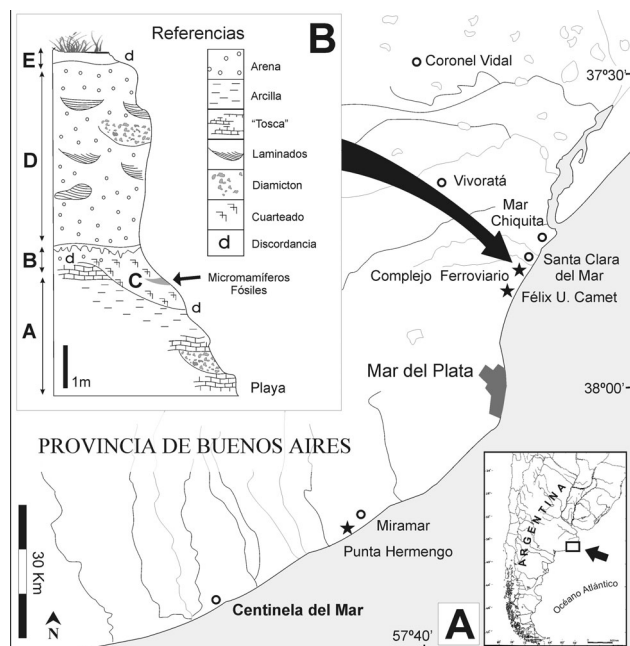 Referencias
B
E
d
Arena
Arcilla
"Tosca"
Laminados
Diamicton
Cuarteado
d
Discordancia
D
B
d
C
Micromamíferos
Fósiles
d
A
1m
Playa
Coronel Vidal
37º30'
Vivoratá
Mar
Chiquita
Santa Clara
del Mar
Complejo Ferroviario
Félix U. Camet
Mar del Plata
38º00'
PROVINCIA DE BUENOS AIRES
Miramar
Punta Hermengo
Centinela del Mar
30 Km
N
57º40'
A
ARGENTINA
Océano Atlántico